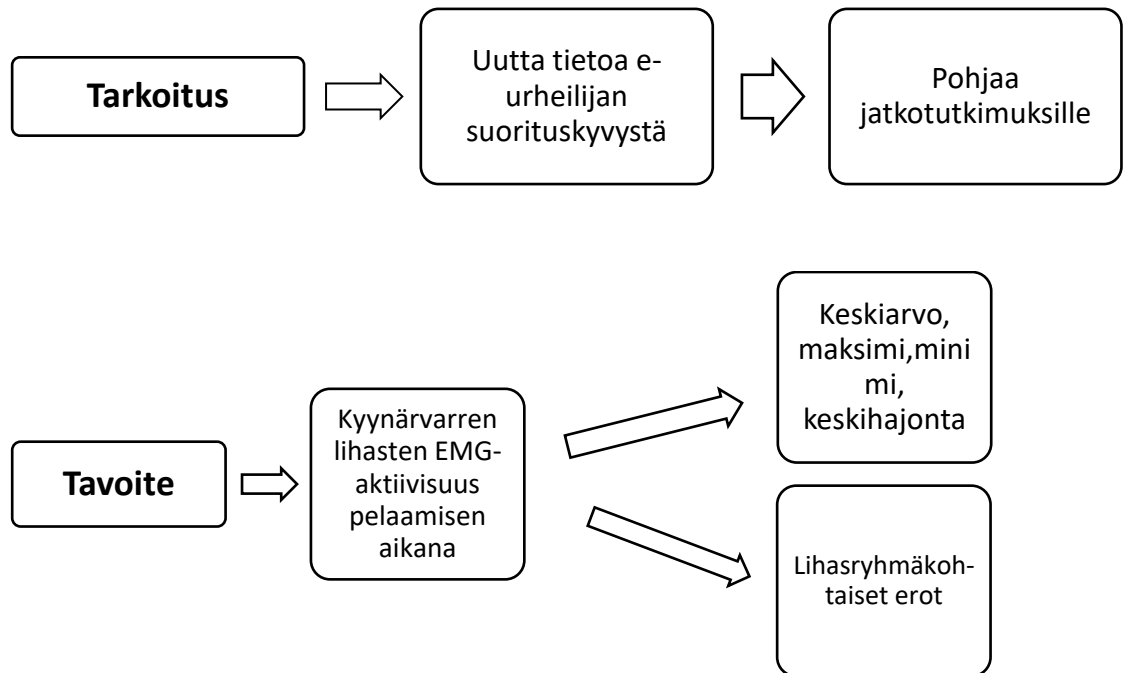 Tarkoitus
Uutta tietoa e-
urheilijan
suorituskyvystä
Pohjaa
jatkotutkimuksille
Tavoite
Kyynärvarren
lihasten EMG-
aktiivisuus
pelaamisen
aikana
Keskiarvo,
maksimi,mini
mi,
keskihajonta
Lihasryhmäkoh-
taiset erot